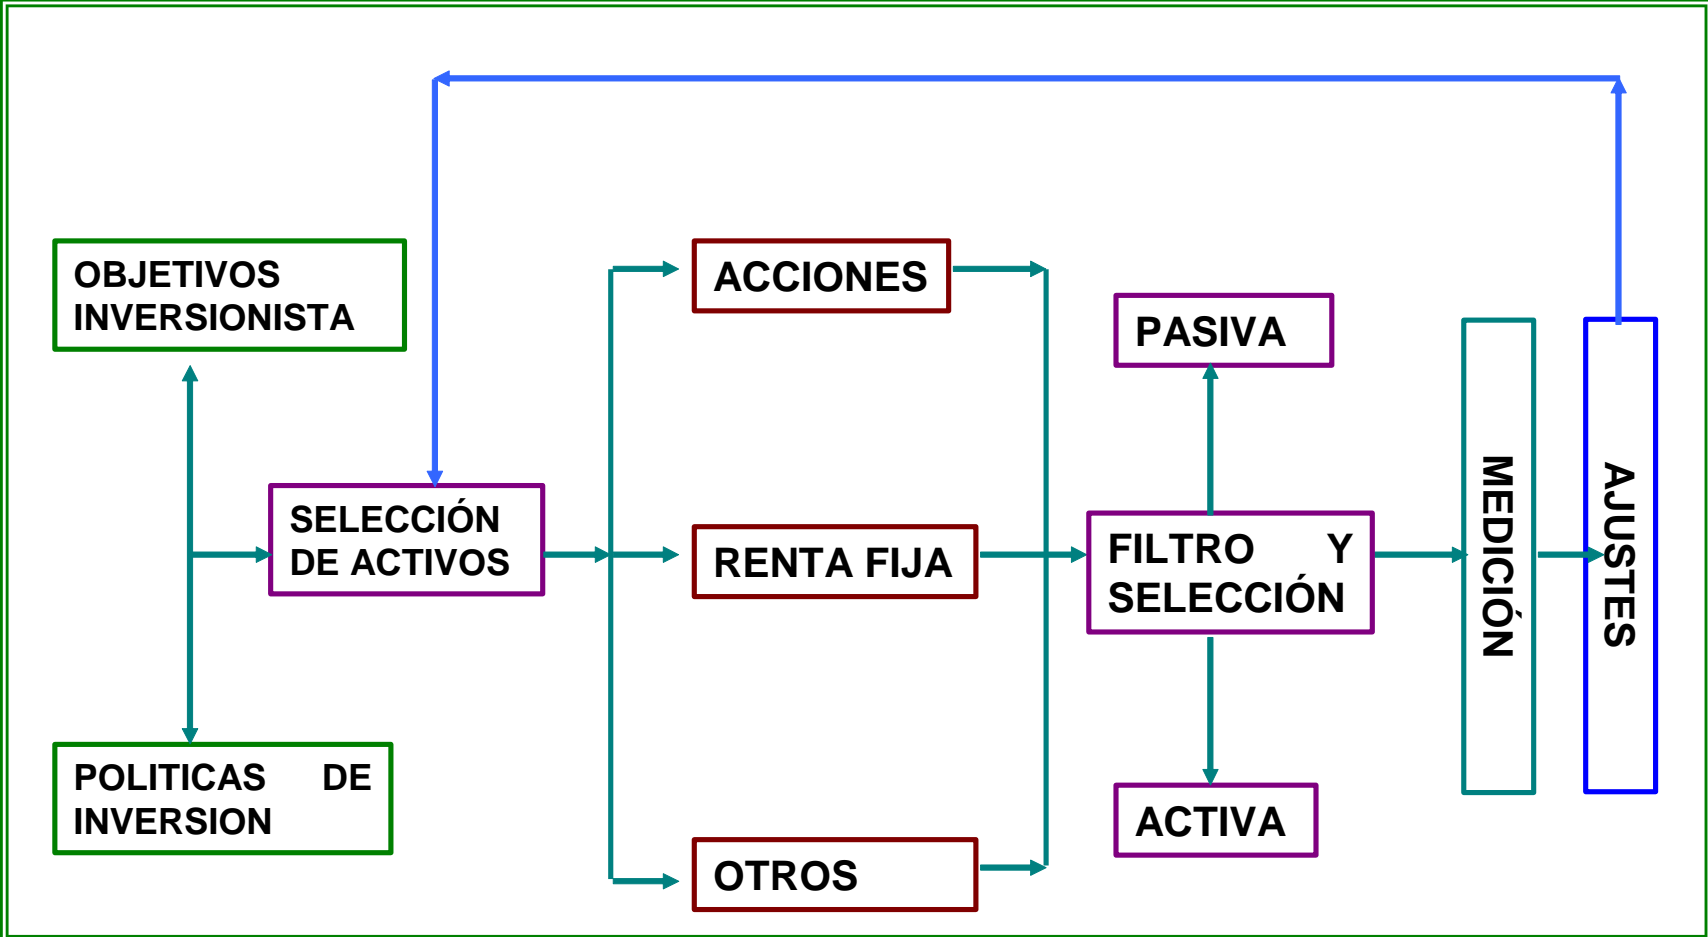 OBJETIVOS
INVERSIONISTA
POLITICAS DE
INVERSION
SELECCIÓN
DE ACTIVOS
ACCIONES
RENTA FIJA
OTROS
PASIVA
FILTRO Y
SELECCIÓN
ACTIVA
MEDICIÓN
AJUSTES